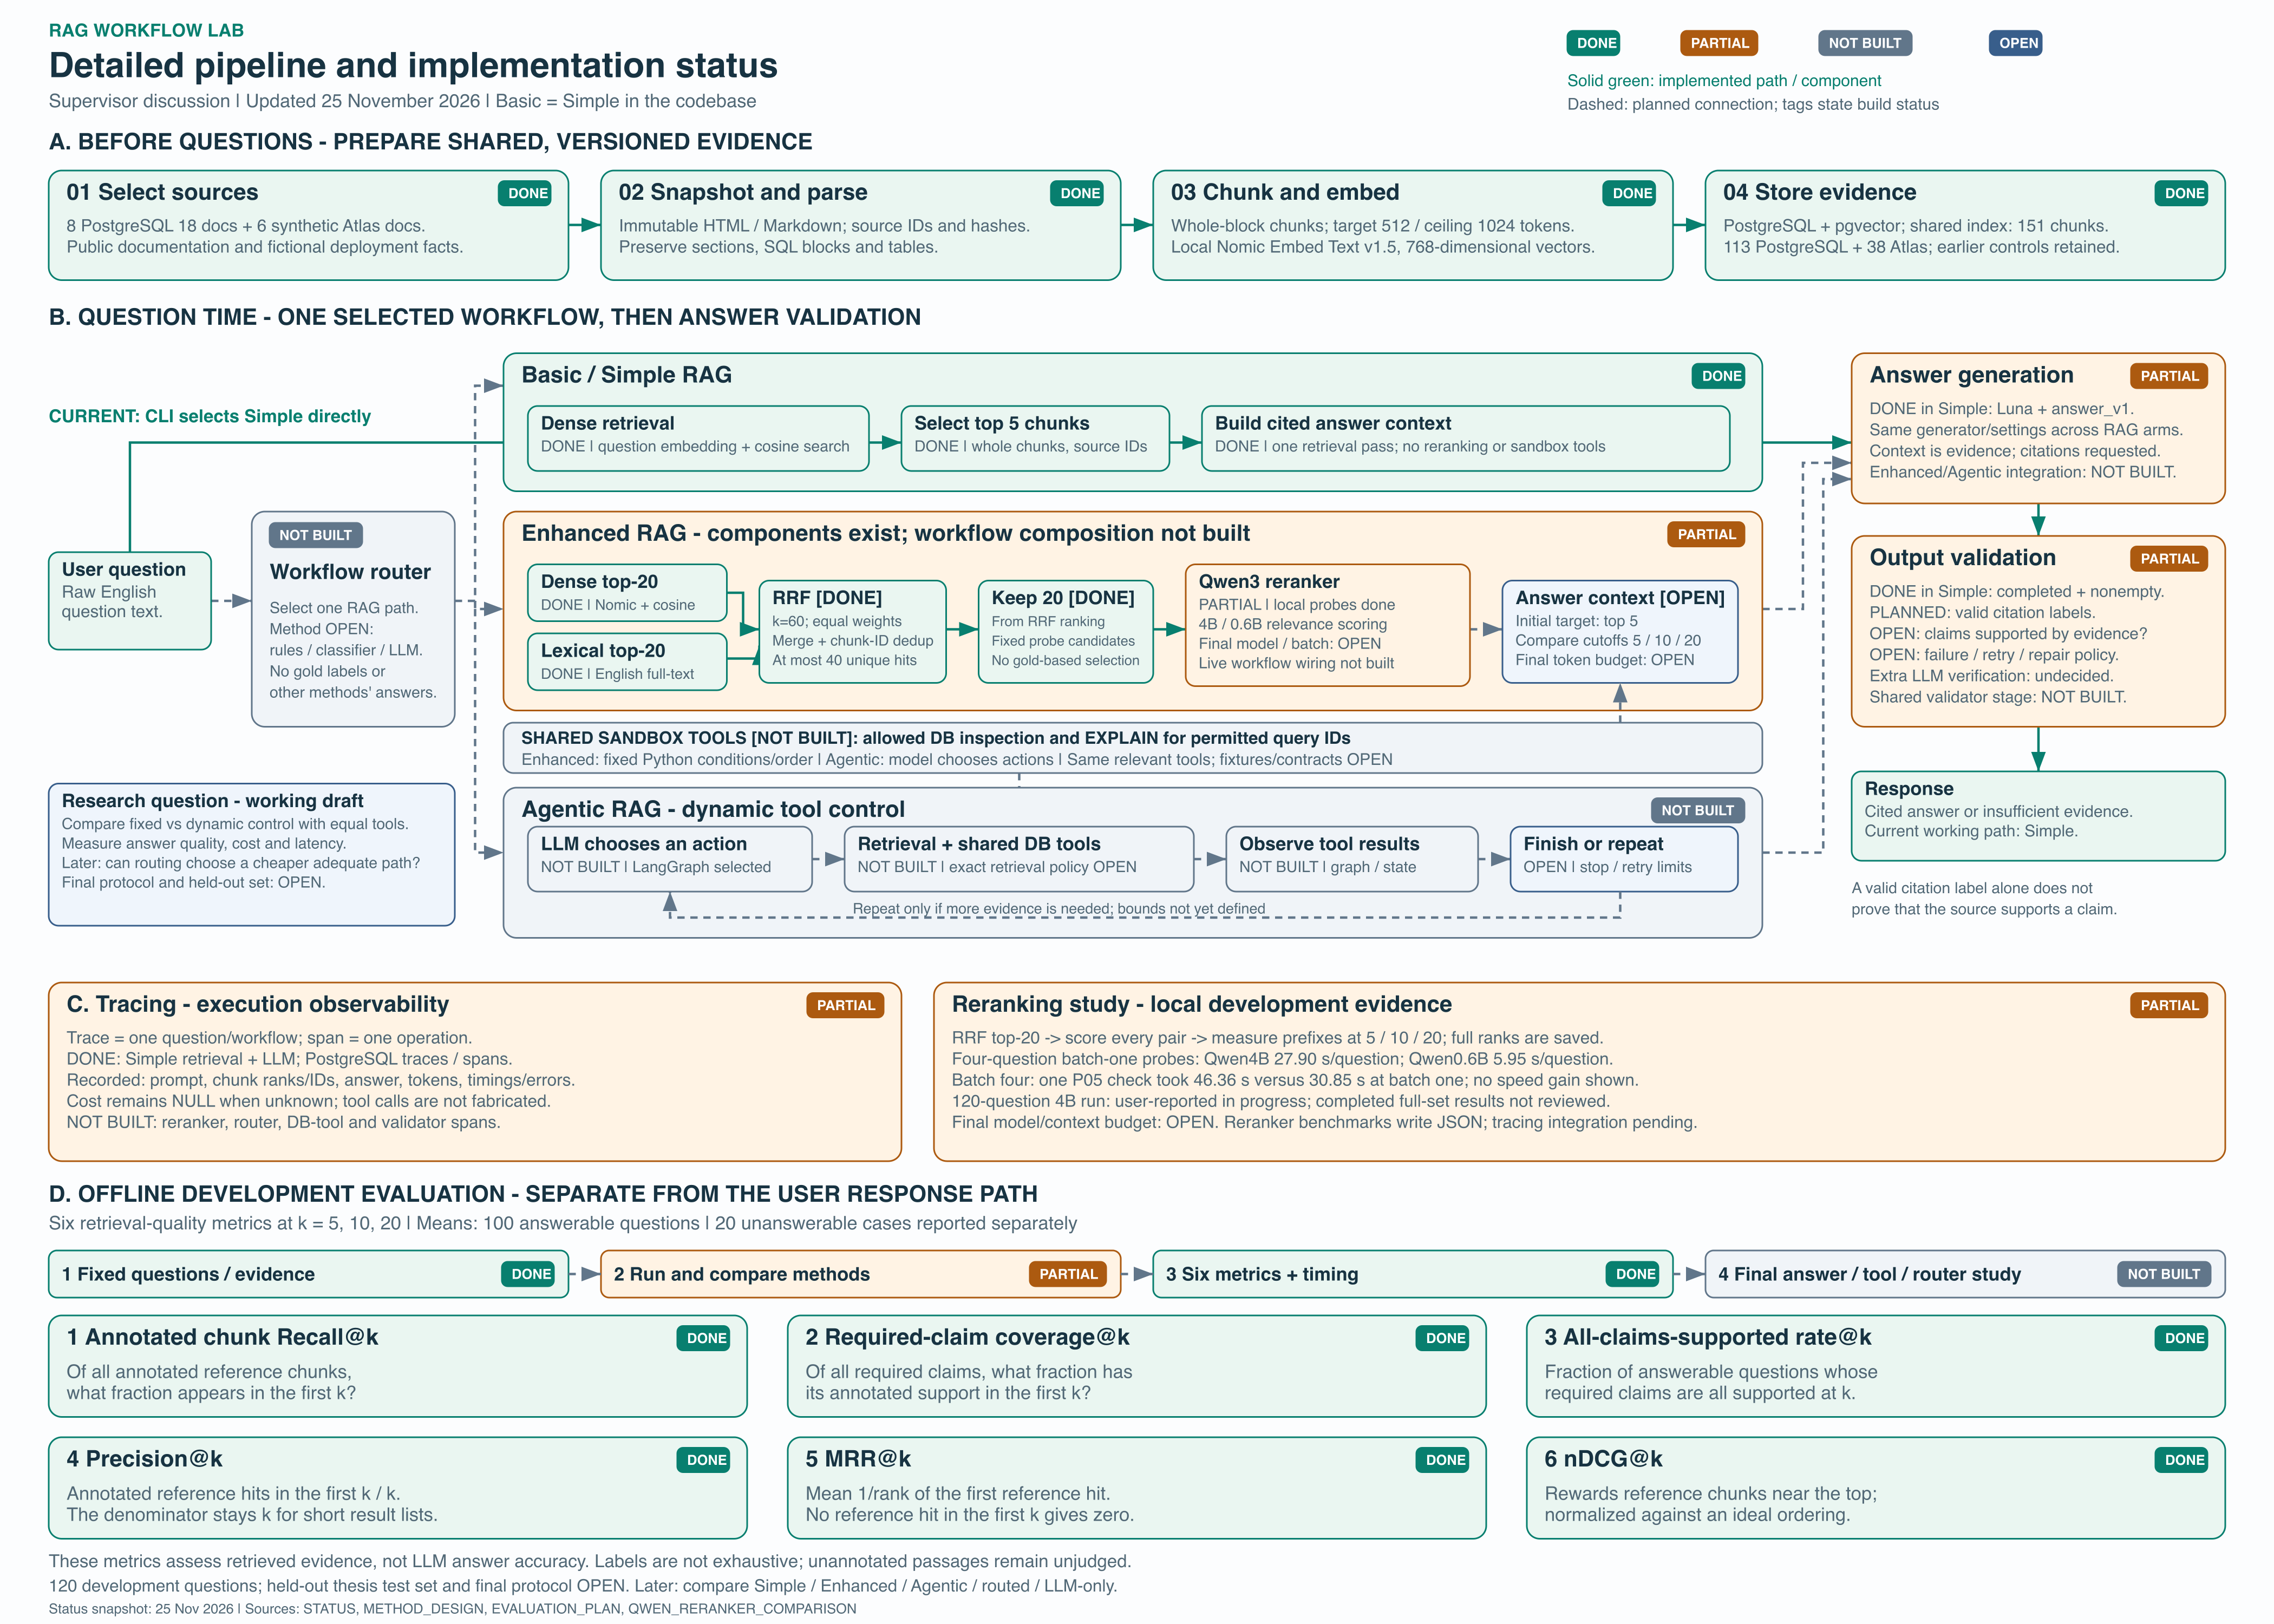 RAG WORKFLOW LAB
Detailed pipeline and implementation status
Supervisor discussion | Updated 25 November 2026 | Basic = Simple in the codebase
DONE
PARTIAL
NOT BUILT
OPEN
Solid green: implemented path / component
Dashed: planned connection; tags state build status
A. BEFORE QUESTIONS - PREPARE SHARED, VERSIONED EVIDENCE
01 Select sources
DONE
8 PostgreSQL 18 docs + 6 synthetic Atlas docs.
Public documentation and fictional deployment facts.
02 Snapshot and parse
DONE
Immutable HTML / Markdown; source IDs and hashes.
Preserve sections, SQL blocks and tables.
03 Chunk and embed
DONE
Whole-block chunks; target 512 / ceiling 1024 tokens.
Local Nomic Embed Text v1.5, 768-dimensional vectors.
04 Store evidence
DONE
PostgreSQL + pgvector; shared index: 151 chunks.
113 PostgreSQL + 38 Atlas; earlier controls retained.
B. QUESTION TIME - ONE SELECTED WORKFLOW, THEN ANSWER VALIDATION
CURRENT: CLI selects Simple directly
User question
Raw English
question text.
NOT BUILT
Workflow router
Select one RAG path.
Method OPEN:
rules / classifier / LLM.
No gold labels or
other methods' answers.
Research question - working draft
Compare fixed vs dynamic control with equal tools.
Measure answer quality, cost and latency.
Later: can routing choose a cheaper adequate path?
Final protocol and held-out set: OPEN.
Basic / Simple RAG
DONE
Dense retrieval
DONE | question embedding + cosine search
Select top 5 chunks
DONE | whole chunks, source IDs
Build cited answer context
DONE | one retrieval pass; no reranking or sandbox tools
Enhanced RAG - components exist; workflow composition not built
PARTIAL
Dense top-20
DONE | Nomic + cosine
Lexical top-20
DONE | English full-text
RRF [DONE]
k=60; equal weights
Merge + chunk-ID dedup
At most 40 unique hits
Keep 20 [DONE]
From RRF ranking
Fixed probe candidates
No gold-based selection
Qwen3 reranker
PARTIAL | local probes done
4B / 0.6B relevance scoring
Final model / batch: OPEN
Live workflow wiring not built
Answer context [OPEN]
Initial target: top 5
Compare cutoffs 5 / 10 / 20
Final token budget: OPEN
SHARED SANDBOX TOOLS [NOT BUILT]: allowed DB inspection and EXPLAIN for permitted query IDs
Enhanced: fixed Python conditions/order | Agentic: model chooses actions | Same relevant tools; fixtures/contracts OPEN
Agentic RAG - dynamic tool control
NOT BUILT
LLM chooses an action
NOT BUILT | LangGraph selected
Retrieval + shared DB tools
NOT BUILT | exact retrieval policy OPEN
Observe tool results
NOT BUILT | graph / state
Finish or repeat
OPEN | stop / retry limits
Repeat only if more evidence is needed; bounds not yet defined
Answer generation
PARTIAL
DONE in Simple: Luna + answer_v1.
Same generator/settings across RAG arms.
Context is evidence; citations requested.
Enhanced/Agentic integration: NOT BUILT.
Output validation
PARTIAL
DONE in Simple: completed + nonempty.
PLANNED: valid citation labels.
OPEN: claims supported by evidence?
OPEN: failure / retry / repair policy.
Extra LLM verification: undecided.
Shared validator stage: NOT BUILT.
Response
Cited answer or insufficient evidence.
Current working path: Simple.
A valid citation label alone does not
prove that the source supports a claim.
C. Tracing - execution observability
PARTIAL
Trace = one question/workflow; span = one operation.
DONE: Simple retrieval + LLM; PostgreSQL traces / spans.
Recorded: prompt, chunk ranks/IDs, answer, tokens, timings/errors.
Cost remains NULL when unknown; tool calls are not fabricated.
NOT BUILT: reranker, router, DB-tool and validator spans.
Reranking study - local development evidence
PARTIAL
RRF top-20 -> score every pair -> measure prefixes at 5 / 10 / 20; full ranks are saved.
Four-question batch-one probes: Qwen4B 27.90 s/question; Qwen0.6B 5.95 s/question.
Batch four: one P05 check took 46.36 s versus 30.85 s at batch one; no speed gain shown.
120-question 4B run: user-reported in progress; completed full-set results not reviewed.
Final model/context budget: OPEN. Reranker benchmarks write JSON; tracing integration pending.
D. OFFLINE DEVELOPMENT EVALUATION - SEPARATE FROM THE USER RESPONSE PATH
Six retrieval-quality metrics at k = 5, 10, 20 | Means: 100 answerable questions | 20 unanswerable cases reported separately
1 Fixed questions / evidence
DONE
2 Run and compare methods
PARTIAL
3 Six metrics + timing
DONE
4 Final answer / tool / router study
NOT BUILT
1 Annotated chunk Recall@k
DONE
Of all annotated reference chunks,
what fraction appears in the first k?
2 Required-claim coverage@k
DONE
Of all required claims, what fraction has
its annotated support in the first k?
3 All-claims-supported rate@k
DONE
Fraction of answerable questions whose
required claims are all supported at k.
4 Precision@k
DONE
Annotated reference hits in the first k / k.
The denominator stays k for short result lists.
5 MRR@k
DONE
Mean 1/rank of the first reference hit.
No reference hit in the first k gives zero.
6 nDCG@k
DONE
Rewards reference chunks near the top;
normalized against an ideal ordering.
These metrics assess retrieved evidence, not LLM answer accuracy. Labels are not exhaustive; unannotated passages remain unjudged.
120 development questions; held-out thesis test set and final protocol OPEN. Later: compare Simple / Enhanced / Agentic / routed / LLM-only.
Status snapshot: 25 Nov 2026 | Sources: STATUS, METHOD_DESIGN, EVALUATION_PLAN, QWEN_RERANKER_COMPARISON